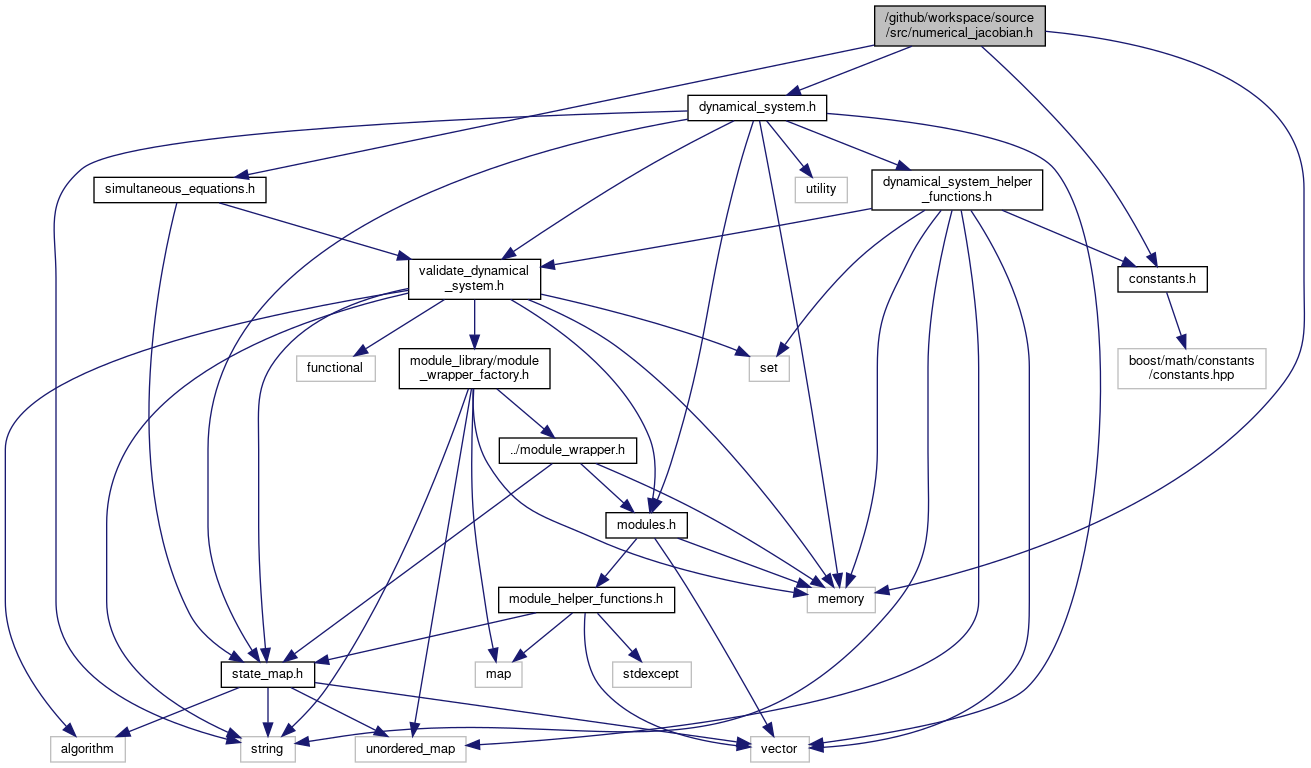 /github/workspace/source
/src/numerical_jacobian.h
dynamical_system.h
simultaneous_equations.h
utility
dynamical_system_helper
_functions.h
validate_dynamical
_system.h
constants.h
functional
module_library/module
_wrapper_factory.h
set
boost/math/constants
/constants.hpp
../module_wrapper.h
modules.h
module_helper_functions.h
memory
state_map.h
map
stdexcept
algorithm
string
unordered_map
vector